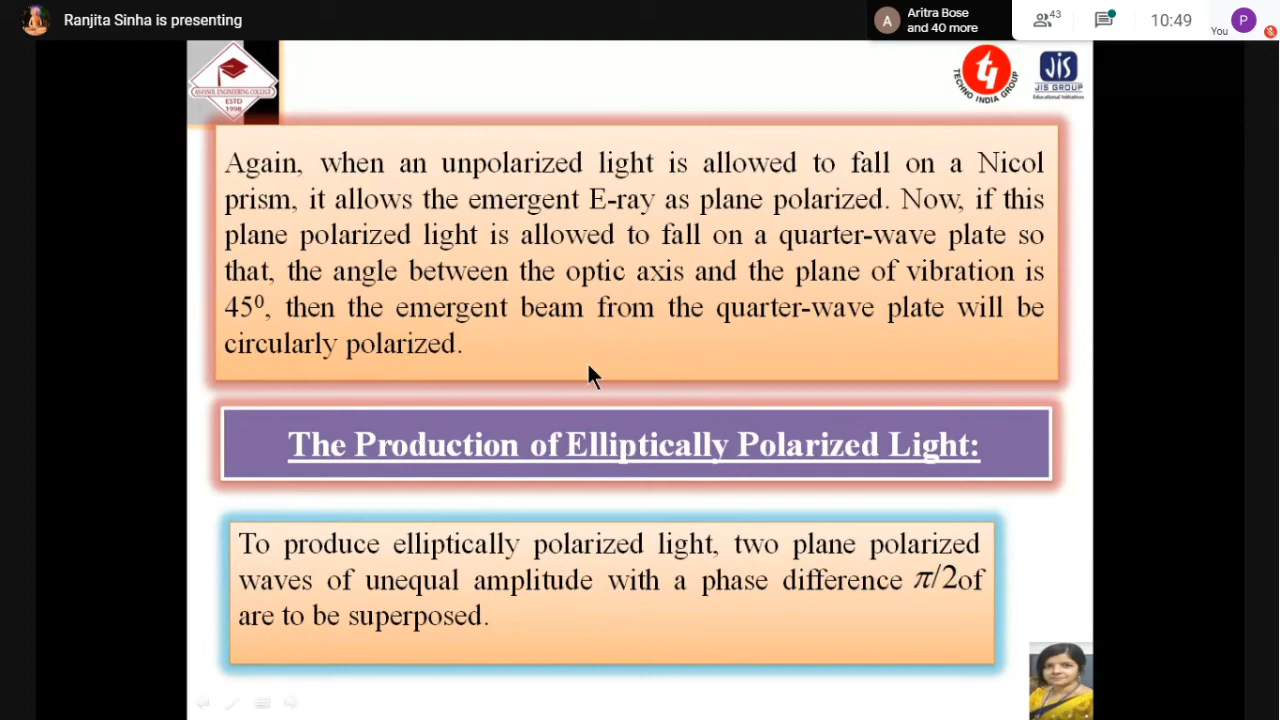 Ranjita Sinha is presenting
A
Aritra Bose
and 40 more
43
10:49
You
P
ASANSOL ENGINEERING COLLEGE
ESTD
1998
TECHNO INDIA GROUP
JIS
JIS GROUP
Educational Initiatives
Again, when an unpolarized light is allowed to fall on a Nicol
prism, it allows the emergent E-ray as plane polarized. Now, if this
plane polarized light is allowed to fall on a quarter-wave plate so
that, the angle between the optic axis and the plane of vibration is
45⁰, then the emergent beam from the quarter-wave plate will be
circularly polarized.
The Production of Elliptically Polarized Light:
To produce elliptically polarized light, two plane polarized
waves of unequal amplitude with a phase difference π/2of
are to be superposed.